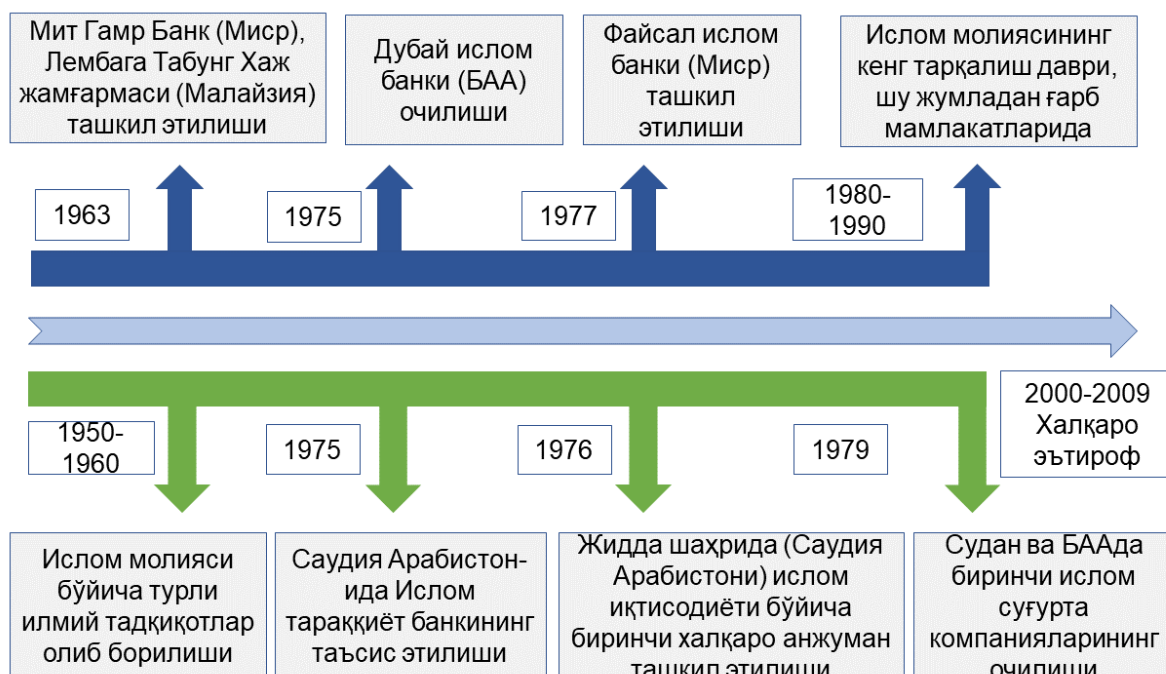 Мит Гамр Банк (Миср),
Лембага Табунг Хаж
жамғармаси (Малайзия)
ташкил этилиши
Дубай ислом
банки (БАА)
очилиши
Файсал ислом
банки (Миср)
ташкил
этилиши
Ислом молиясининг
кенг тарқалиш даври,
шу жумладан ғарб
мамлакатларида
1963
1975
1977
1980-
1990
1950-
1960
1975
1976
1979
2000-2009
Халқаро
эътироф
Ислом молияси
бўйича турли
илмий тадқиқотлар
олиб борилиши
Саудия Арабистон-
ида Ислом
тараққиёт банкининг
таъсис этилиши
Жидда шаҳрида (Саудия
Арабистони) ислом
иқтисодиёти бўйича
биринчи халқаро анжуман
ташкил этилиши
Судан ва БААда
биринчи ислом
суғурта
компанияларининг
очилиши